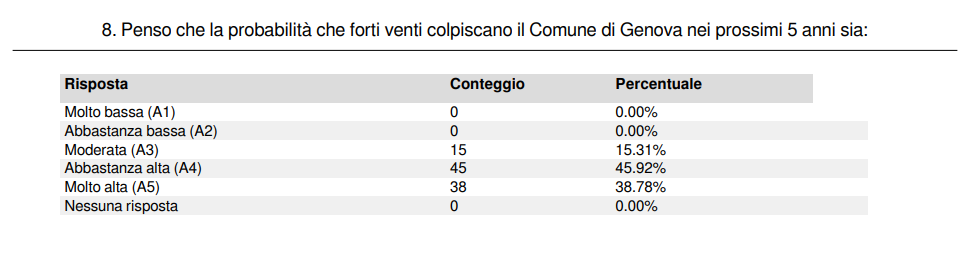 8. Penso che la probabilità che forti venti colpiscano il Comune di Genova nei prossimi 5 anni sia:
Risposta Conteggio Percentuale
Molto bassa (A1) 0 0.00%
Abbastanza bassa (A2) 0 0.00%
Moderata (A3) 15 15.31%
Abbastanza alta (A4) 45 45.92%
Molto alta (A5) 38 38.78%
Nessuna risposta 0 0.00%